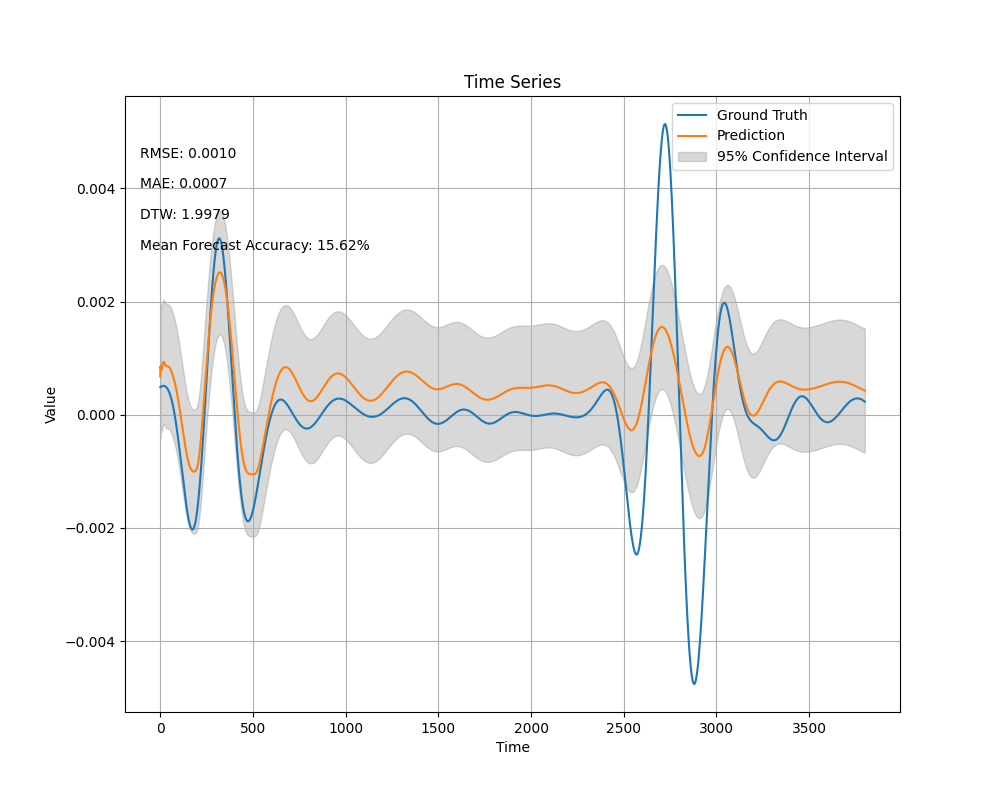 Time Series
Ground Truth
Prediction
95% Confidence Interval
RMSE: 0.0010
MAE: 0.0007
DTW: 1.9979
Mean Forecast Accuracy: 15.62%
0.004
0.002
0.000
−0.002
−0.004
Value
0 500 1000 1500 2000 2500 3000 3500
Time